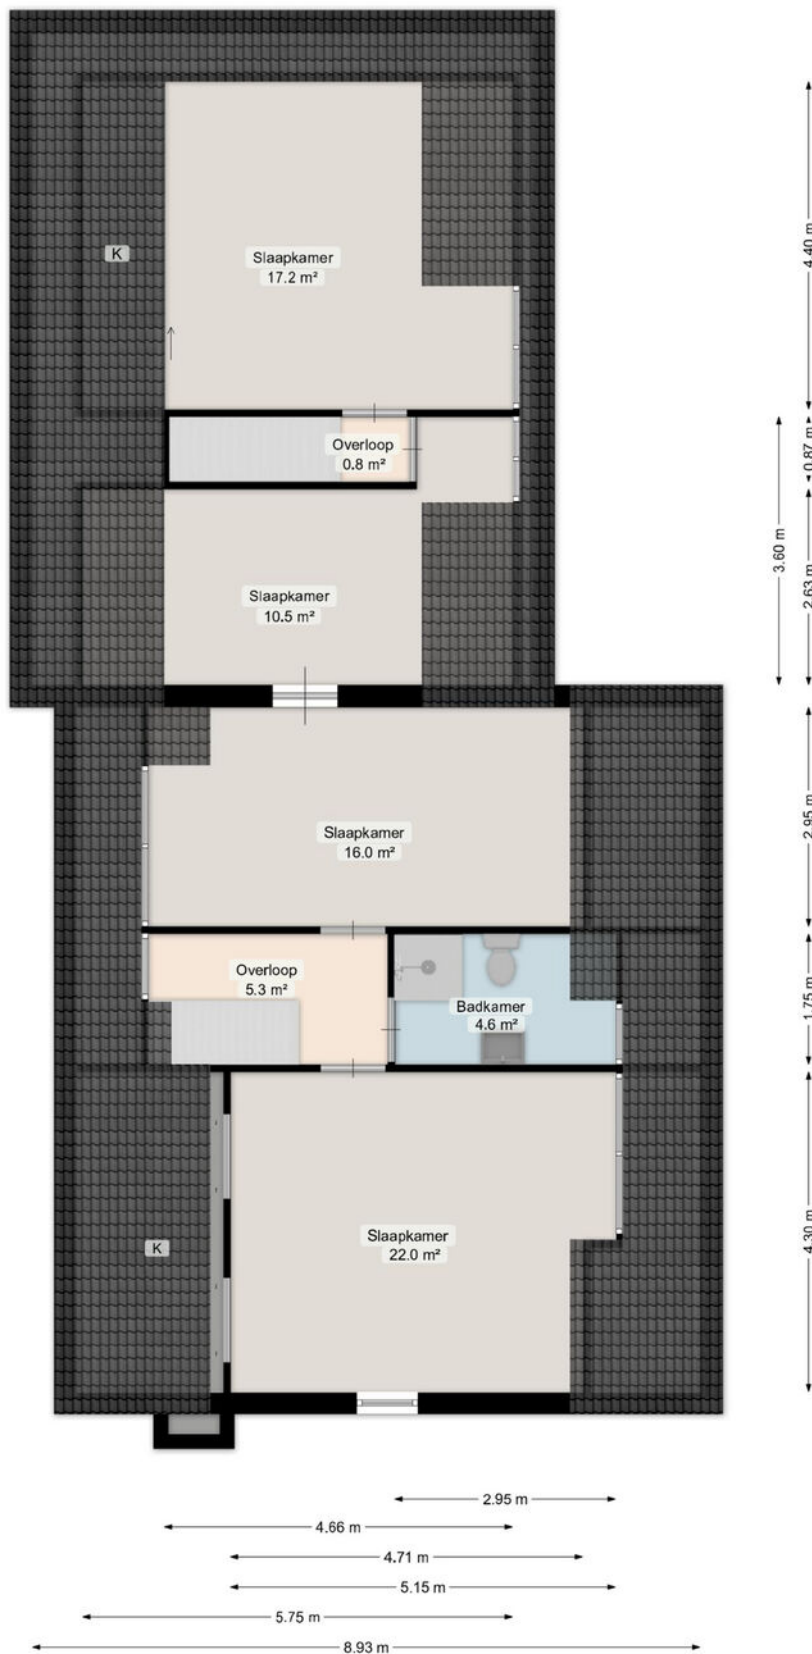 4.40 m
K
Slaapkamer
17.2 m²
Overloop
0.8 m²
0.87 m
3.60 m
2.63 m
Slaapkamer
10.5 m²
Slaapkamer
16.0 m²
2.95 m
Overloop
5.3 m²
Badkamer
4.6 m²
1.75 m
K
Slaapkamer
22.0 m²
4.30 m
2.95 m
4.66 m
4.71 m
5.15 m
5.75 m
8.93 m